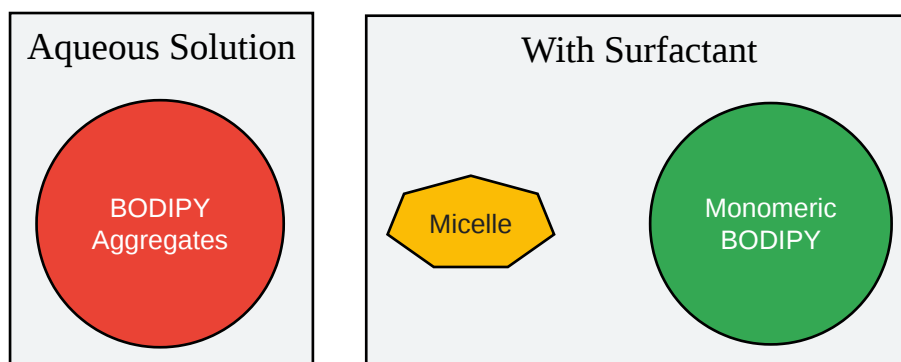 Aqueous Solution
With Surfactant
BODIPY
Aggregates
Micelle
Monomeric
BODIPY